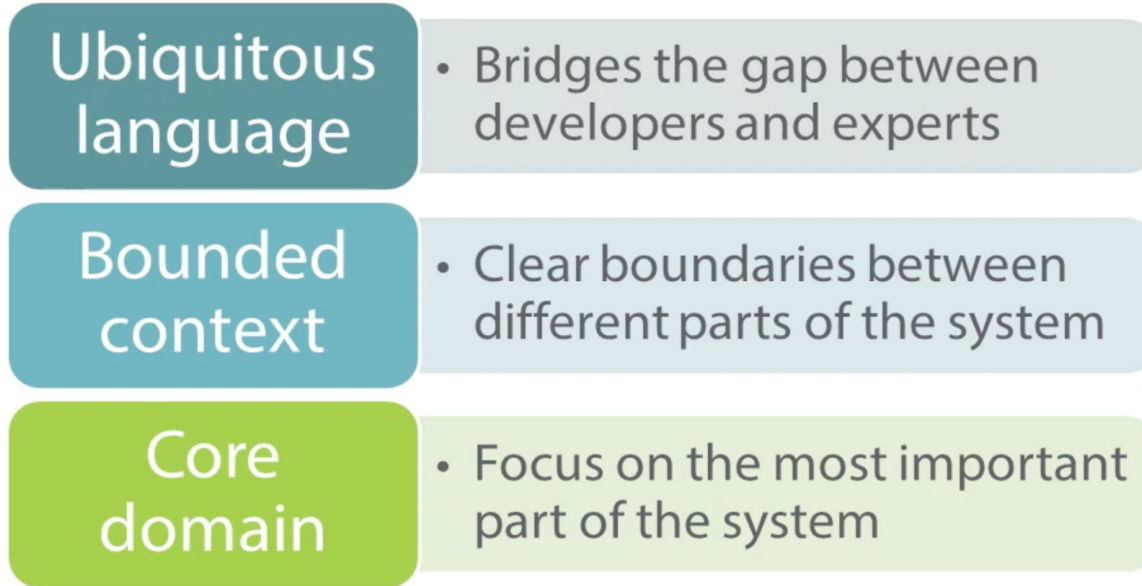 Ubiquitous
language
• Bridges the gap between
developers and experts
Bounded
context
• Clear boundaries between
different parts of the system
Core
domain
• Focus on the most important
part of the system